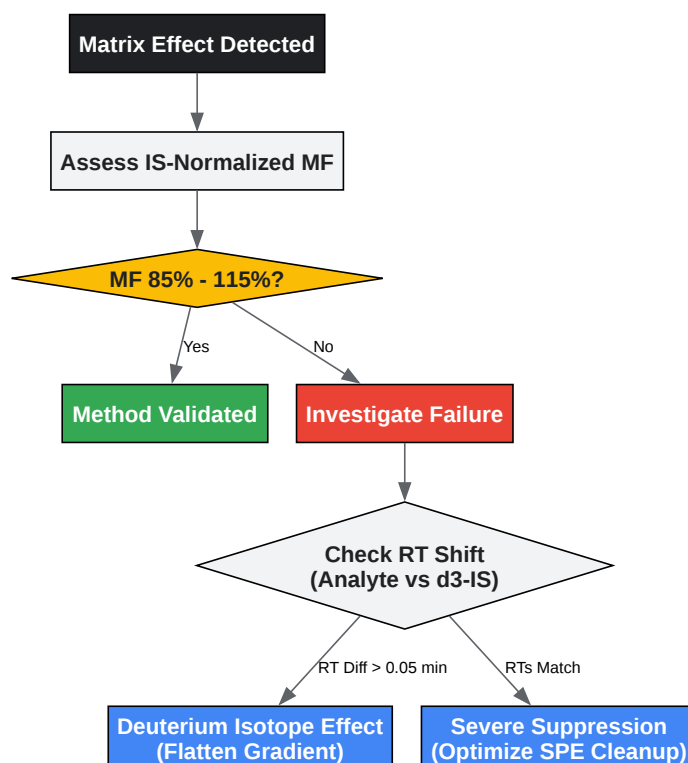 Matrix Effect Detected
Assess IS-Normalized MF
MF 85% - 115%?
Yes
No
Method Validated
Investigate Failure
Check RT Shift
(Analyte vs d3-IS)
RT Diff > 0.05 min
RTs Match
Deuterium Isotope Effect
(Flatten Gradient)
Severe Suppression
(Optimize SPE Cleanup)